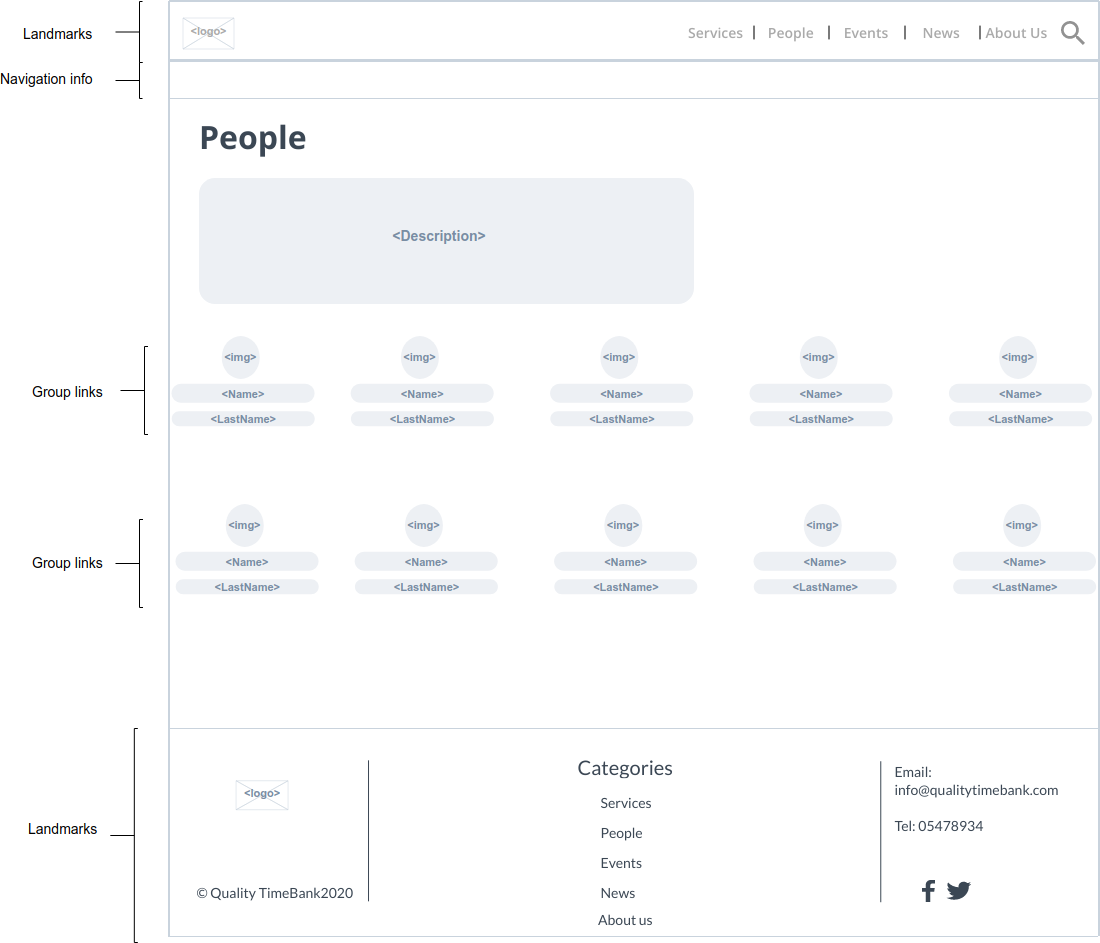 Landmarks
<logo>
Services | People | Events | News | About Us
Navigation info
People
<Description>
Group links
<img> <img> <img> <img> <img>
<Name> <Name> <Name> <Name> <Name>
<LastName> <LastName> <LastName> <LastName> <LastName>
Group links
<img> <img> <img> <img> <img>
<Name> <Name> <Name> <Name> <Name>
<LastName> <LastName> <LastName> <LastName> <LastName>
Landmarks
<logo>
© Quality TimeBank2020
Categories
Services
People
Events
News
About us
Email:
info@qualitytimebank.com
Tel: 05478934